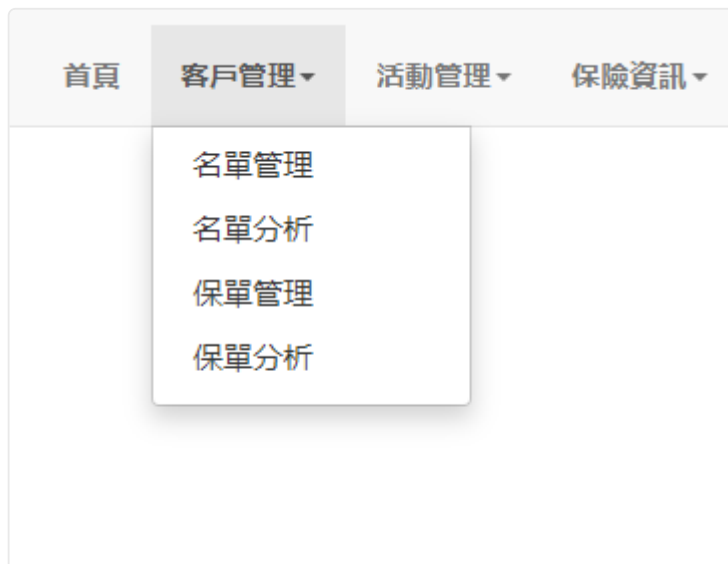 首頁 客戶管理 活動管理 保險資訊
名單管理
名單分析
保單管理
保單分析